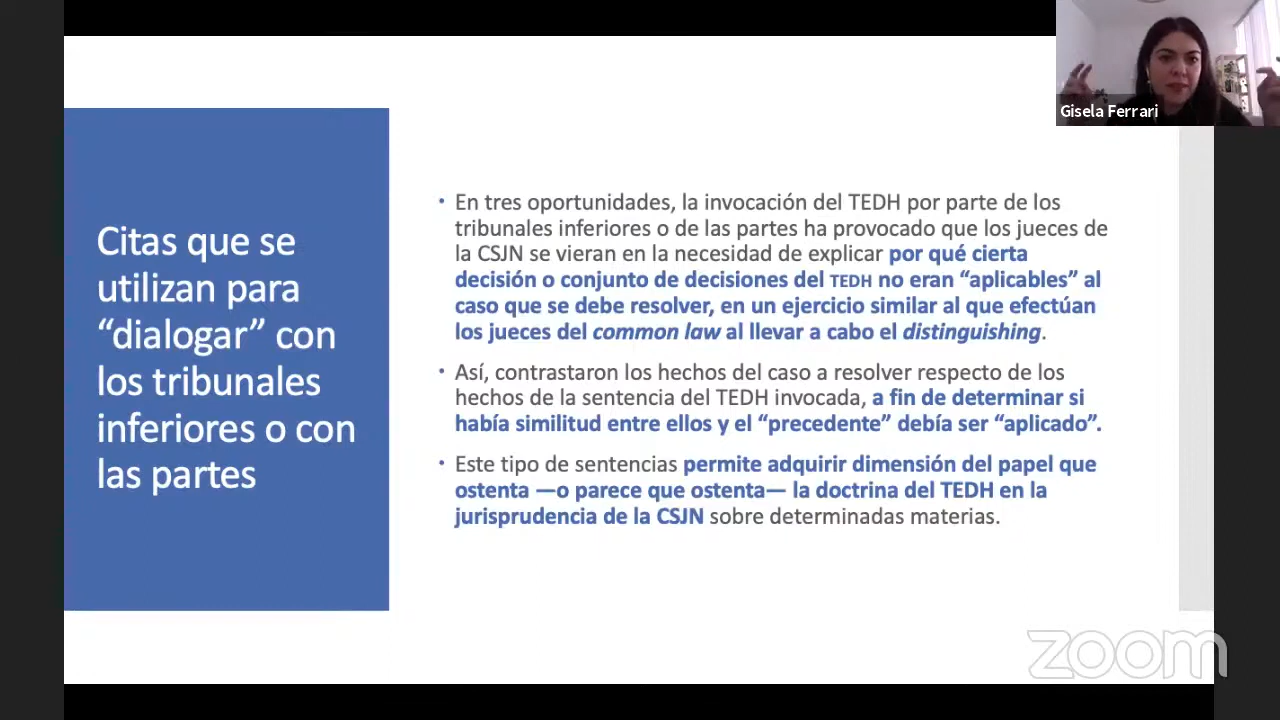 Gisela Ferrari
Citas que se
utilizan para
“dialogar” con
los tribunales
inferiores o con
las partes
• En tres oportunidades, la invocación del TEDH por parte de los
tribunales inferiores o de las partes ha provocado que los jueces de
la CSJN se vieran en la necesidad de explicar por qué cierta
decisión o conjunto de decisiones del TEDH no eran “aplicables” al
caso que se debe resolver, en un ejercicio similar al que efectúan
los jueces del common law al llevar a cabo el distinguishing.
• Así, contrastaron los hechos del caso a resolver respecto de los
hechos de la sentencia del TEDH invocada, a fin de determinar si
había similitud entre ellos y el “precedente” debía ser “aplicado”.
• Este tipo de sentencias permite adquirir dimensión del papel que
ostenta —o parece que ostenta— la doctrina del TEDH en la
jurisprudencia de la CSJN sobre determinadas materias.
zoom